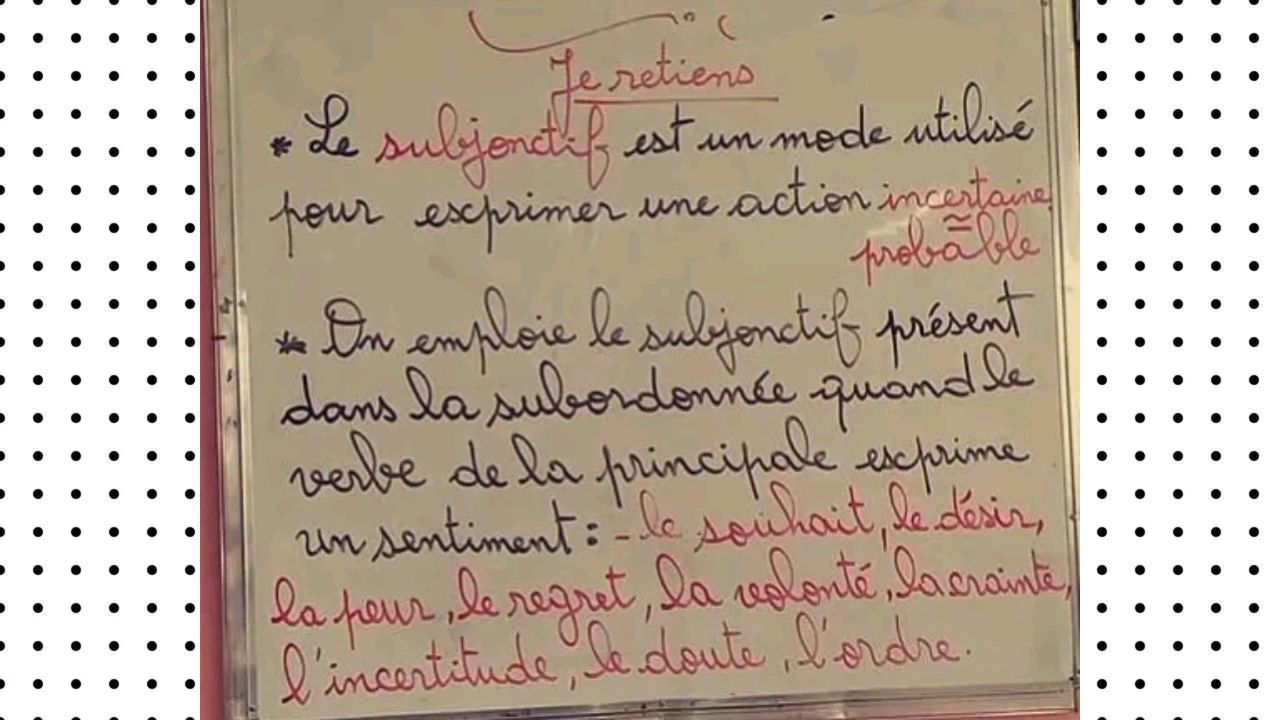 Je retiens
* Le subjonctif est un mode utilisé
pour exprimer une action incertaine
≈
probable
* On emploie le subjonctif présent
dans la subordonnée quand le
verbe de la principale exprime
un sentiment : - le souhait, le désir,
la peur, le regret, la volonté, la crainte,
l'incertitude, le doute, l'ordre.